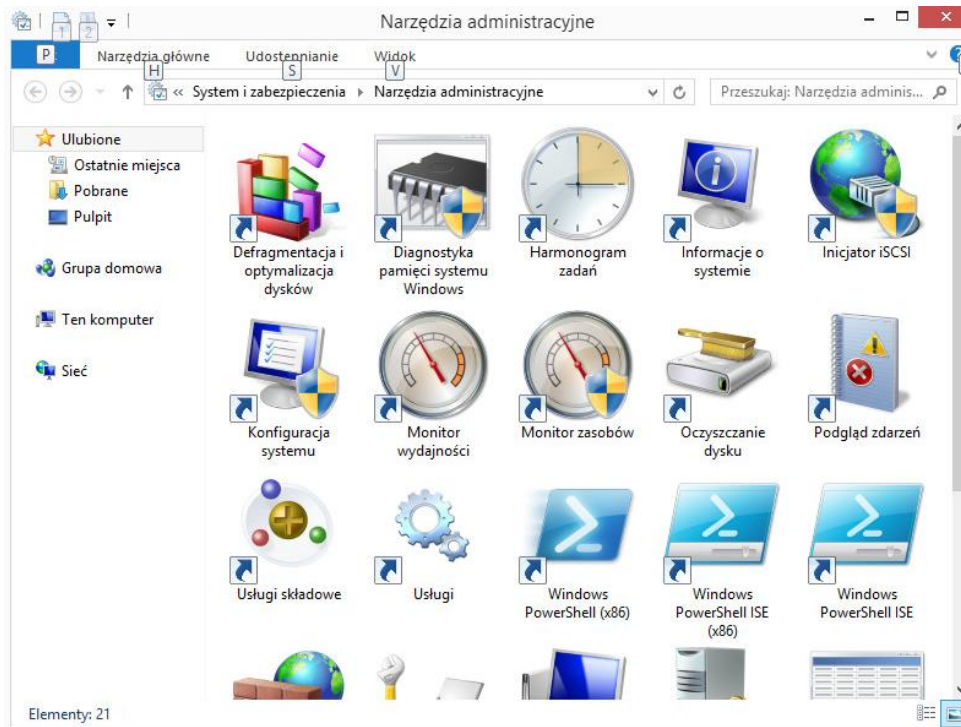 1
2
Narzędzia administracyjne
P
Narzędzia główne
Udostępnianie
Widok
H
S
V
« System i zabezpieczenia ▸ Narzędzia administracyjne
Przeszukaj: Narzędzia adminis...
Ulubione
Ostatnie miejsca
Pobrane
Pulpit
Grupa domowa
Ten komputer
Sieć
Defragmentacja i
optymalizacja
dysków
Diagnostyka
pamięci systemu
Windows
Harmonogram
zadań
Informacje o
systemie
Inicjator iSCSI
Konfiguracja
systemu
Monitor
wydajności
Monitor zasobów
Oczyszczanie
dysku
Podgląd zdarzeń
Usługi składowe
Usługi
Windows
PowerShell (x86)
Windows
PowerShell ISE
(x86)
Windows
PowerShell ISE
Elementy: 21